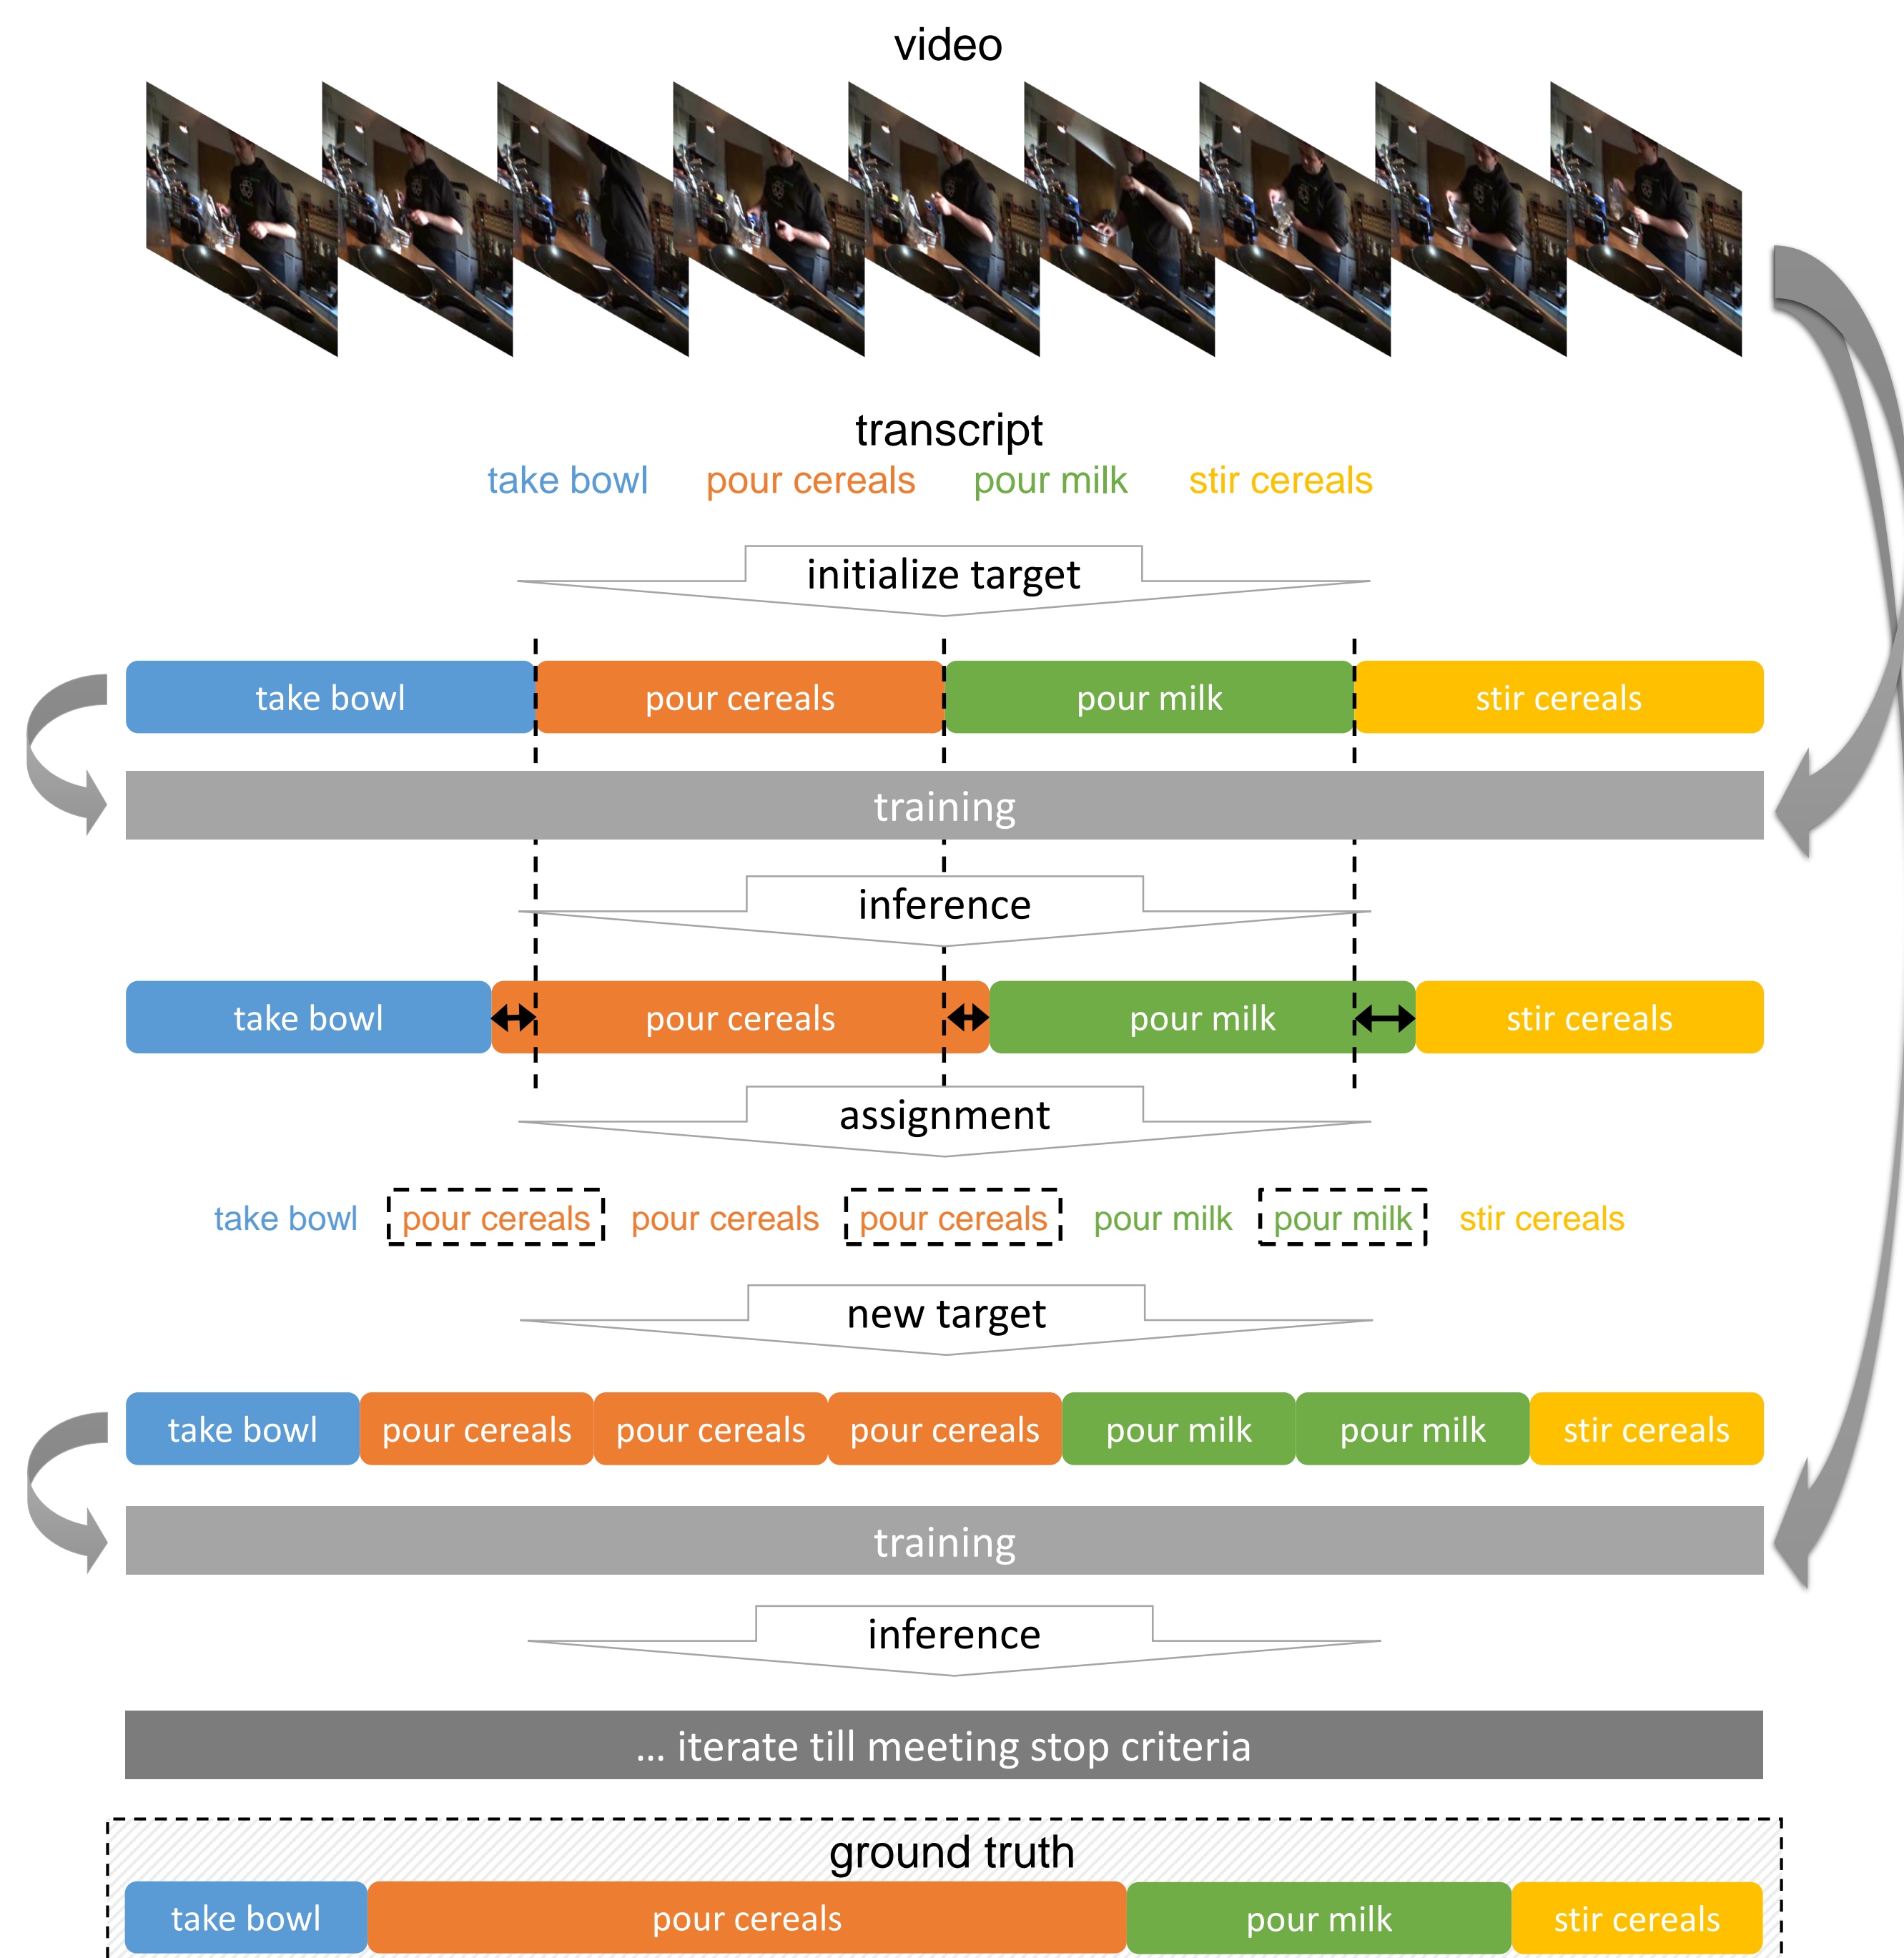 video
transcript
take bowl pour cereals pour milk stir cereals
initialize target
take bowl pour cereals pour milk stir cereals
training
inference
take bowl pour cereals pour milk stir cereals
assignment
take bowl pour cereals pour cereals pour cereals pour milk pour milk stir cereals
new target
take bowl pour cereals pour cereals pour cereals pour milk pour milk stir cereals
training
inference
... iterate till meeting stop criteria
ground truth
take bowl pour cereals pour milk stir cereals